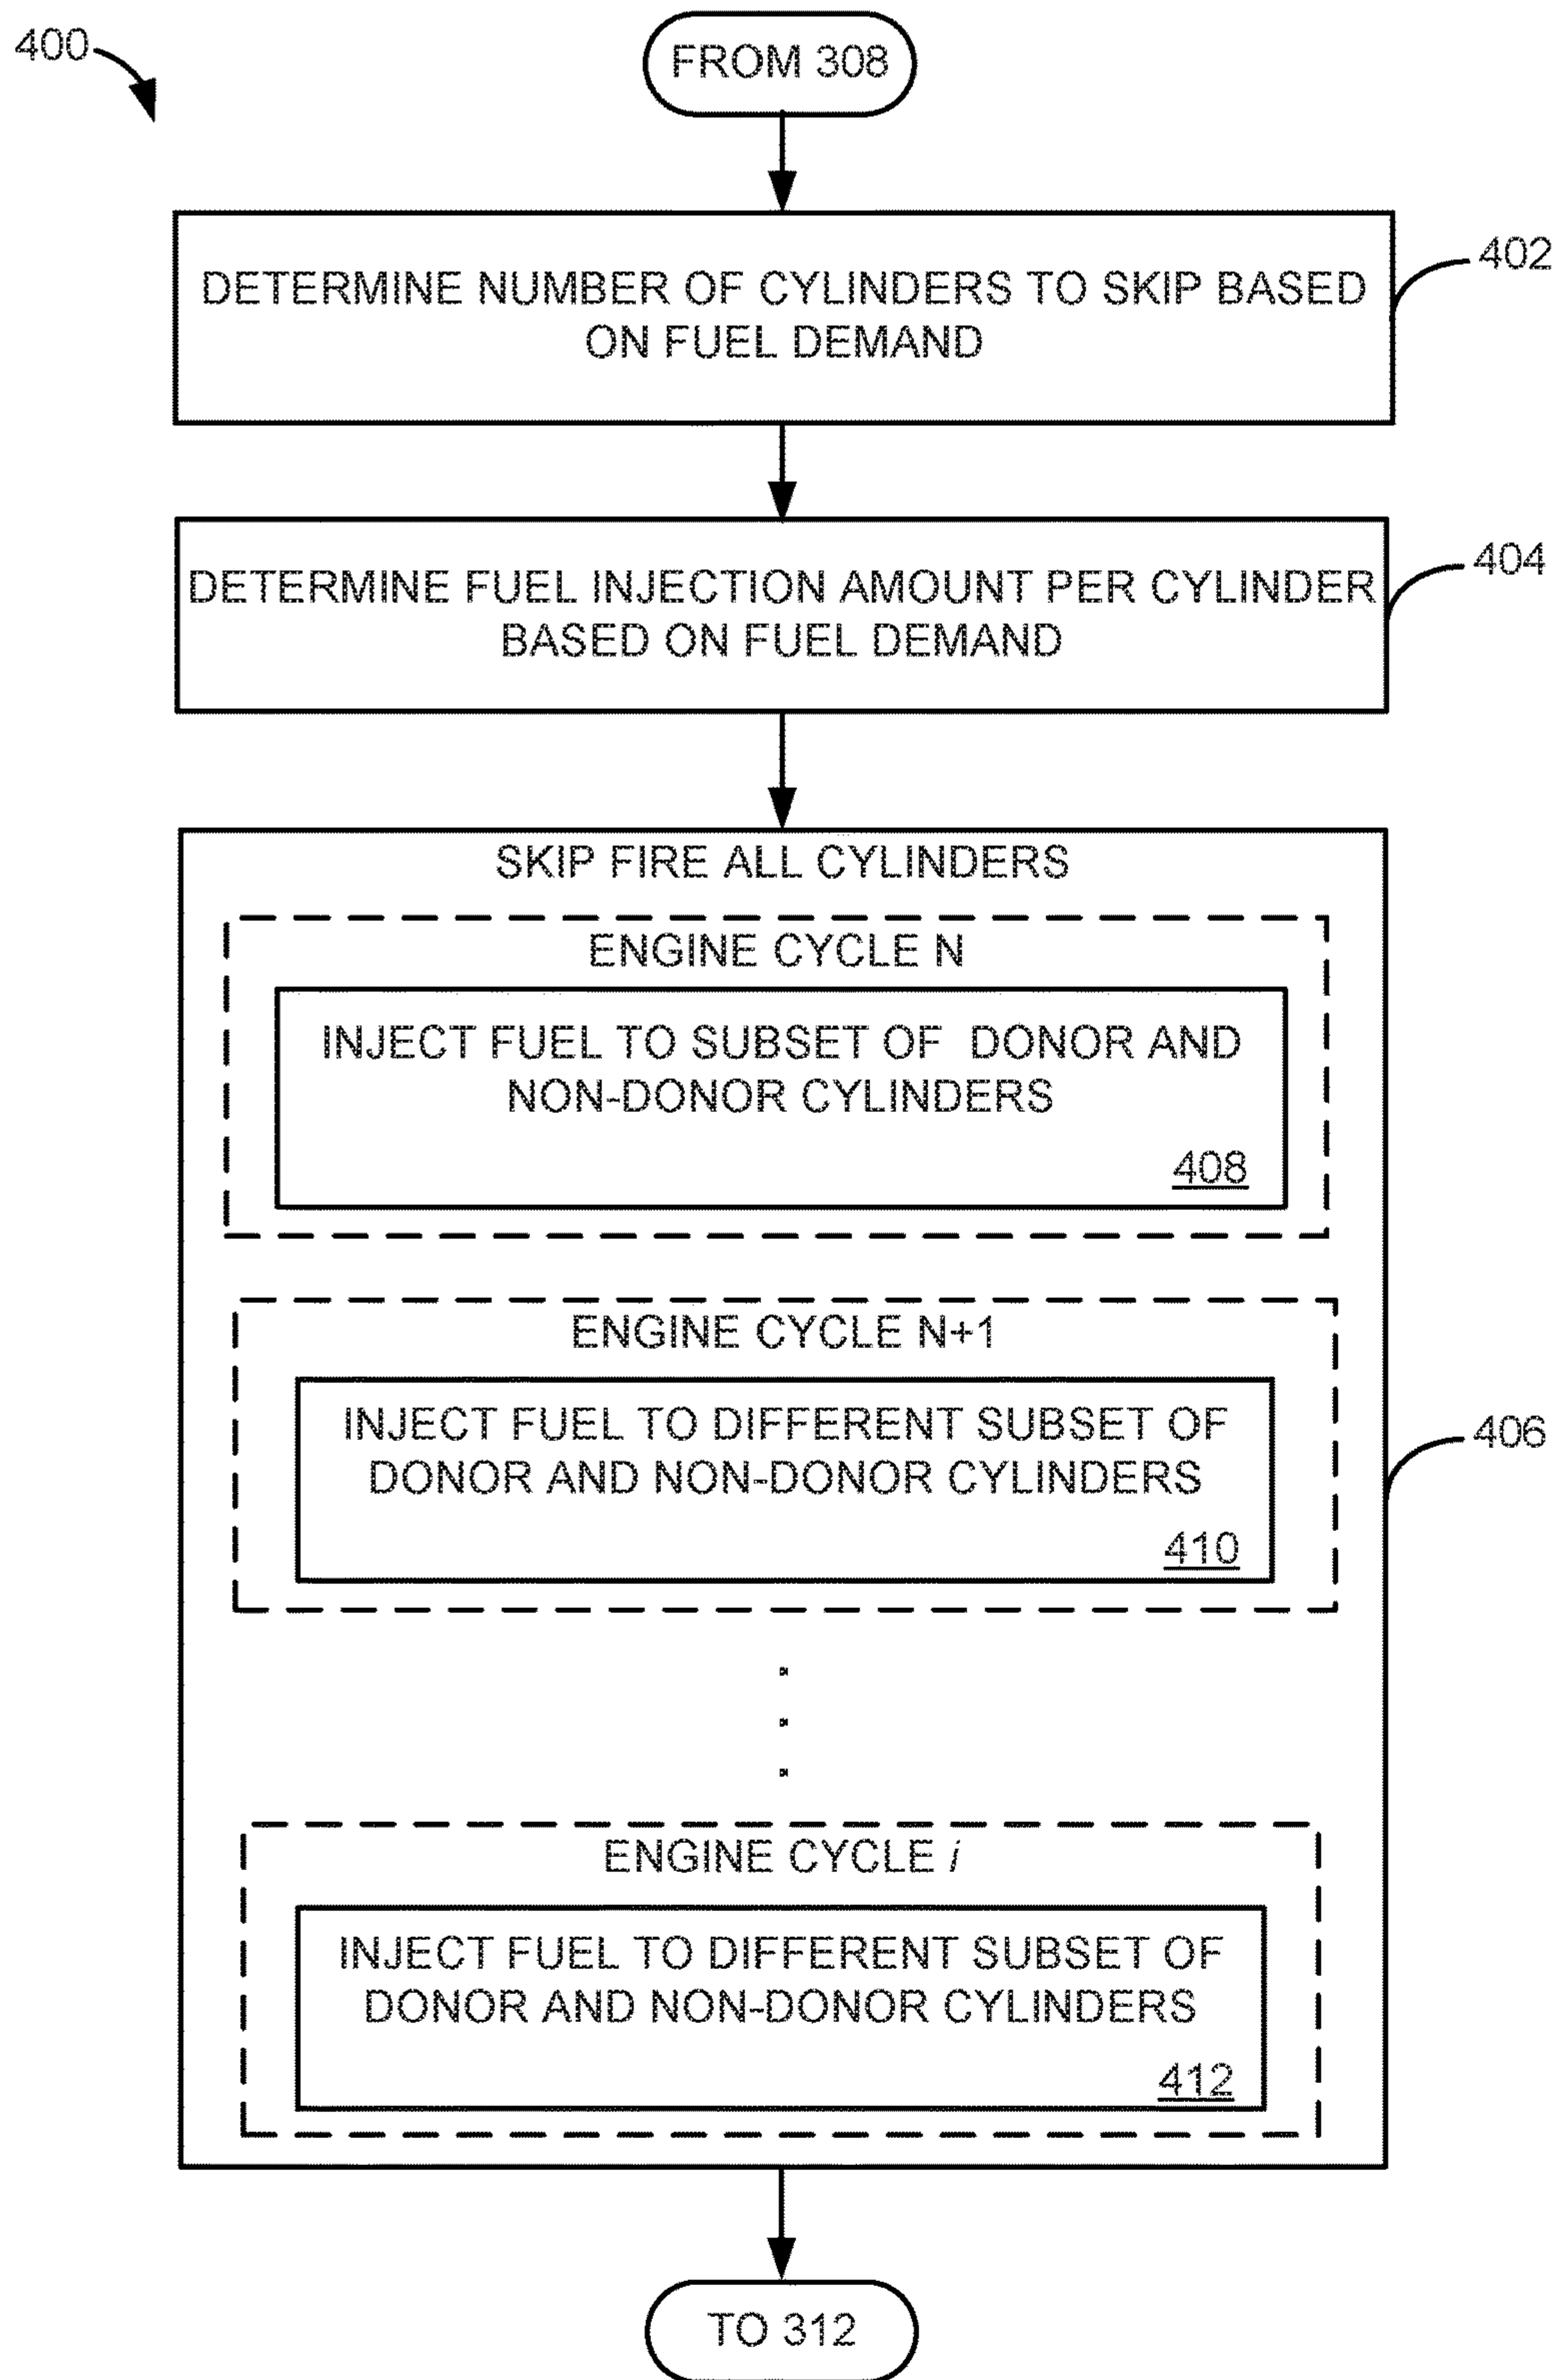 400
FROM 308
DETERMINE NUMBER OF CYLINDERS TO SKIP BASED
ON FUEL DEMAND
402
DETERMINE FUEL INJECTION AMOUNT PER CYLINDER
BASED ON FUEL DEMAND
404
SKIP FIRE ALL CYLINDERS
ENGINE CYCLE N
INJECT FUEL TO SUBSET OF DONOR AND
NON-DONOR CYLINDERS
408
ENGINE CYCLE N+1
INJECT FUEL TO DIFFERENT SUBSET OF
DONOR AND NON-DONOR CYLINDERS
410
406
ENGINE CYCLE i
INJECT FUEL TO DIFFERENT SUBSET OF
DONOR AND NON-DONOR CYLINDERS
412
TO 312